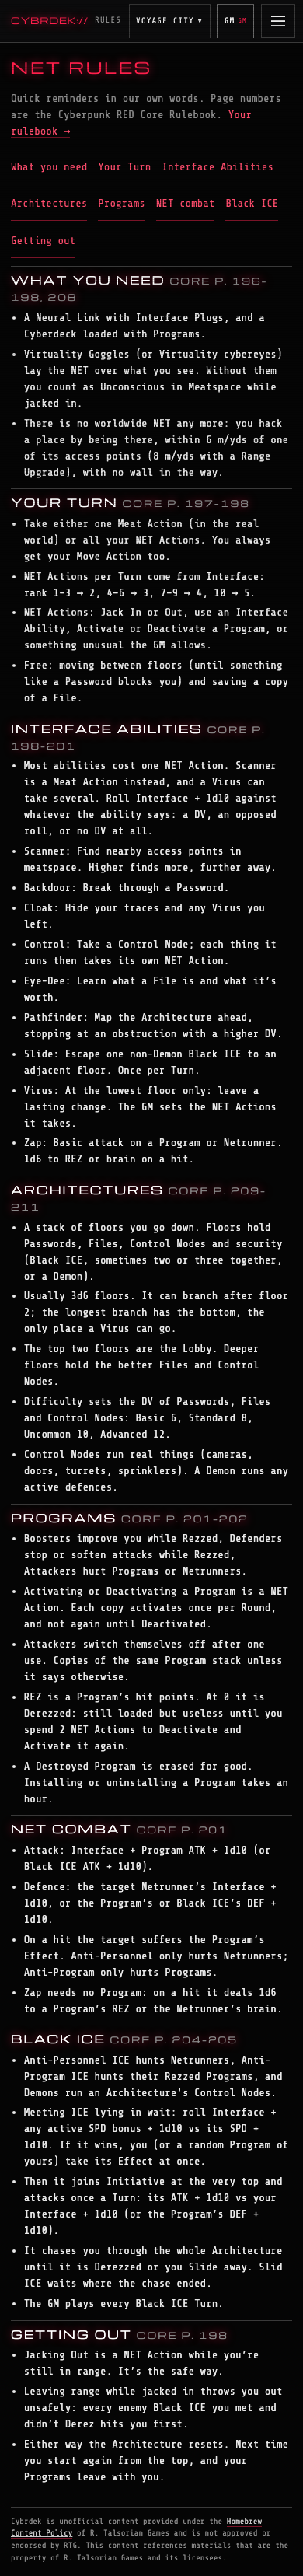 CYBRDEK:// RULES VOYAGE CITY ▾ GM GM
NET RULES
Quick reminders in our own words. Page numbers
are the Cyberpunk RED Core Rulebook. Your
rulebook →
What you need Your Turn Interface Abilities
Architectures Programs NET combat Black ICE
Getting out
WHAT YOU NEED CORE P. 196-
198, 208
• A Neural Link with Interface Plugs, and a
Cyberdeck loaded with Programs.
• Virtuality Goggles (or Virtuality cybereyes)
lay the NET over what you see. Without them
you count as Unconscious in Meatspace while
jacked in.
• There is no worldwide NET any more: you hack
a place by being there, within 6 m/yds of one
of its access points (8 m/yds with a Range
Upgrade), with no wall in the way.
YOUR TURN CORE P. 197-198
• Take either one Meat Action (in the real
world) or all your NET Actions. You always
get your Move Action too.
• NET Actions per Turn come from Interface:
rank 1–3 → 2, 4–6 → 3, 7–9 → 4, 10 → 5.
• NET Actions: Jack In or Out, use an Interface
Ability, Activate or Deactivate a Program, or
something unusual the GM allows.
• Free: moving between floors (until something
like a Password blocks you) and saving a copy
of a File.
INTERFACE ABILITIES CORE P.
198-201
• Most abilities cost one NET Action. Scanner
is a Meat Action instead, and a Virus can
take several. Roll Interface + 1d10 against
whatever the ability says: a DV, an opposed
roll, or no DV at all.
• Scanner: Find nearby access points in
meatspace. Higher finds more, further away.
• Backdoor: Break through a Password.
• Cloak: Hide your traces and any Virus you
left.
• Control: Take a Control Node; each thing it
runs then takes its own NET Action.
• Eye-Dee: Learn what a File is and what it's
worth.
• Pathfinder: Map the Architecture ahead,
stopping at an obstruction with a higher DV.
• Slide: Escape one non-Demon Black ICE to an
adjacent floor. Once per Turn.
• Virus: At the lowest floor only: leave a
lasting change. The GM sets the NET Actions
it takes.
• Zap: Basic attack on a Program or Netrunner.
1d6 to REZ or brain on a hit.
ARCHITECTURES CORE P. 209-
211
• A stack of floors you go down. Floors hold
Passwords, Files, Control Nodes and security
(Black ICE, sometimes two or three together,
or a Demon).
• Usually 3d6 floors. It can branch after floor
2; the longest branch has the bottom, the
only place a Virus can go.
• The top two floors are the Lobby. Deeper
floors hold the better Files and Control
Nodes.
• Difficulty sets the DV of Passwords, Files
and Control Nodes: Basic 6, Standard 8,
Uncommon 10, Advanced 12.
• Control Nodes run real things (cameras,
doors, turrets, sprinklers). A Demon runs any
active defences.
PROGRAMS CORE P. 201-202
• Boosters improve you while Rezzed, Defenders
stop or soften attacks while Rezzed,
Attackers hurt Programs or Netrunners.
• Activating or Deactivating a Program is a NET
Action. Each copy activates once per Round,
and not again until Deactivated.
• Attackers switch themselves off after one
use. Copies of the same Program stack unless
it says otherwise.
• REZ is a Program's hit points. At 0 it is
Derezzed: still loaded but useless until you
spend 2 NET Actions to Deactivate and
Activate it again.
• A Destroyed Program is erased for good.
Installing or uninstalling a Program takes an
hour.
NET COMBAT CORE P. 201
• Attack: Interface + Program ATK + 1d10 (or
Black ICE ATK + 1d10).
• Defence: the target Netrunner's Interface +
1d10, or the Program's or Black ICE's DEF +
1d10.
• On a hit the target suffers the Program's
Effect. Anti-Personnel only hurts Netrunners;
Anti-Program only hurts Programs.
• Zap needs no Program: on a hit it deals 1d6
to a Program's REZ or the Netrunner's brain.
BLACK ICE CORE P. 204-205
• Anti-Personnel ICE hunts Netrunners, Anti-
Program ICE hunts their Rezzed Programs, and
Demons run an Architecture's Control Nodes.
• Meeting ICE lying in wait: roll Interface +
any active SPD bonus + 1d10 vs its SPD +
1d10. If it wins, you (or a random Program of
yours) take its Effect at once.
• Then it joins Initiative at the very top and
attacks once a Turn: its ATK + 1d10 vs your
Interface + 1d10 (or the Program's DEF +
1d10).
• It chases you through the whole Architecture
until it is Derezzed or you Slide away. Slid
ICE waits where the chase ended.
• The GM plays every Black ICE Turn.
GETTING OUT CORE P. 198
• Jacking Out is a NET Action while you're
still in range. It's the safe way.
• Leaving range while jacked in throws you out
unsafely: every enemy Black ICE you met and
didn't Derez hits you first.
• Either way the Architecture resets. Next time
you start again from the top, and your
Programs leave with you.
Cybrdek is unofficial content provided under the Homebrew
Content Policy of R. Talsorian Games and is not approved or
endorsed by RTG. This content references materials that are the
property of R. Talsorian Games and its licensees.